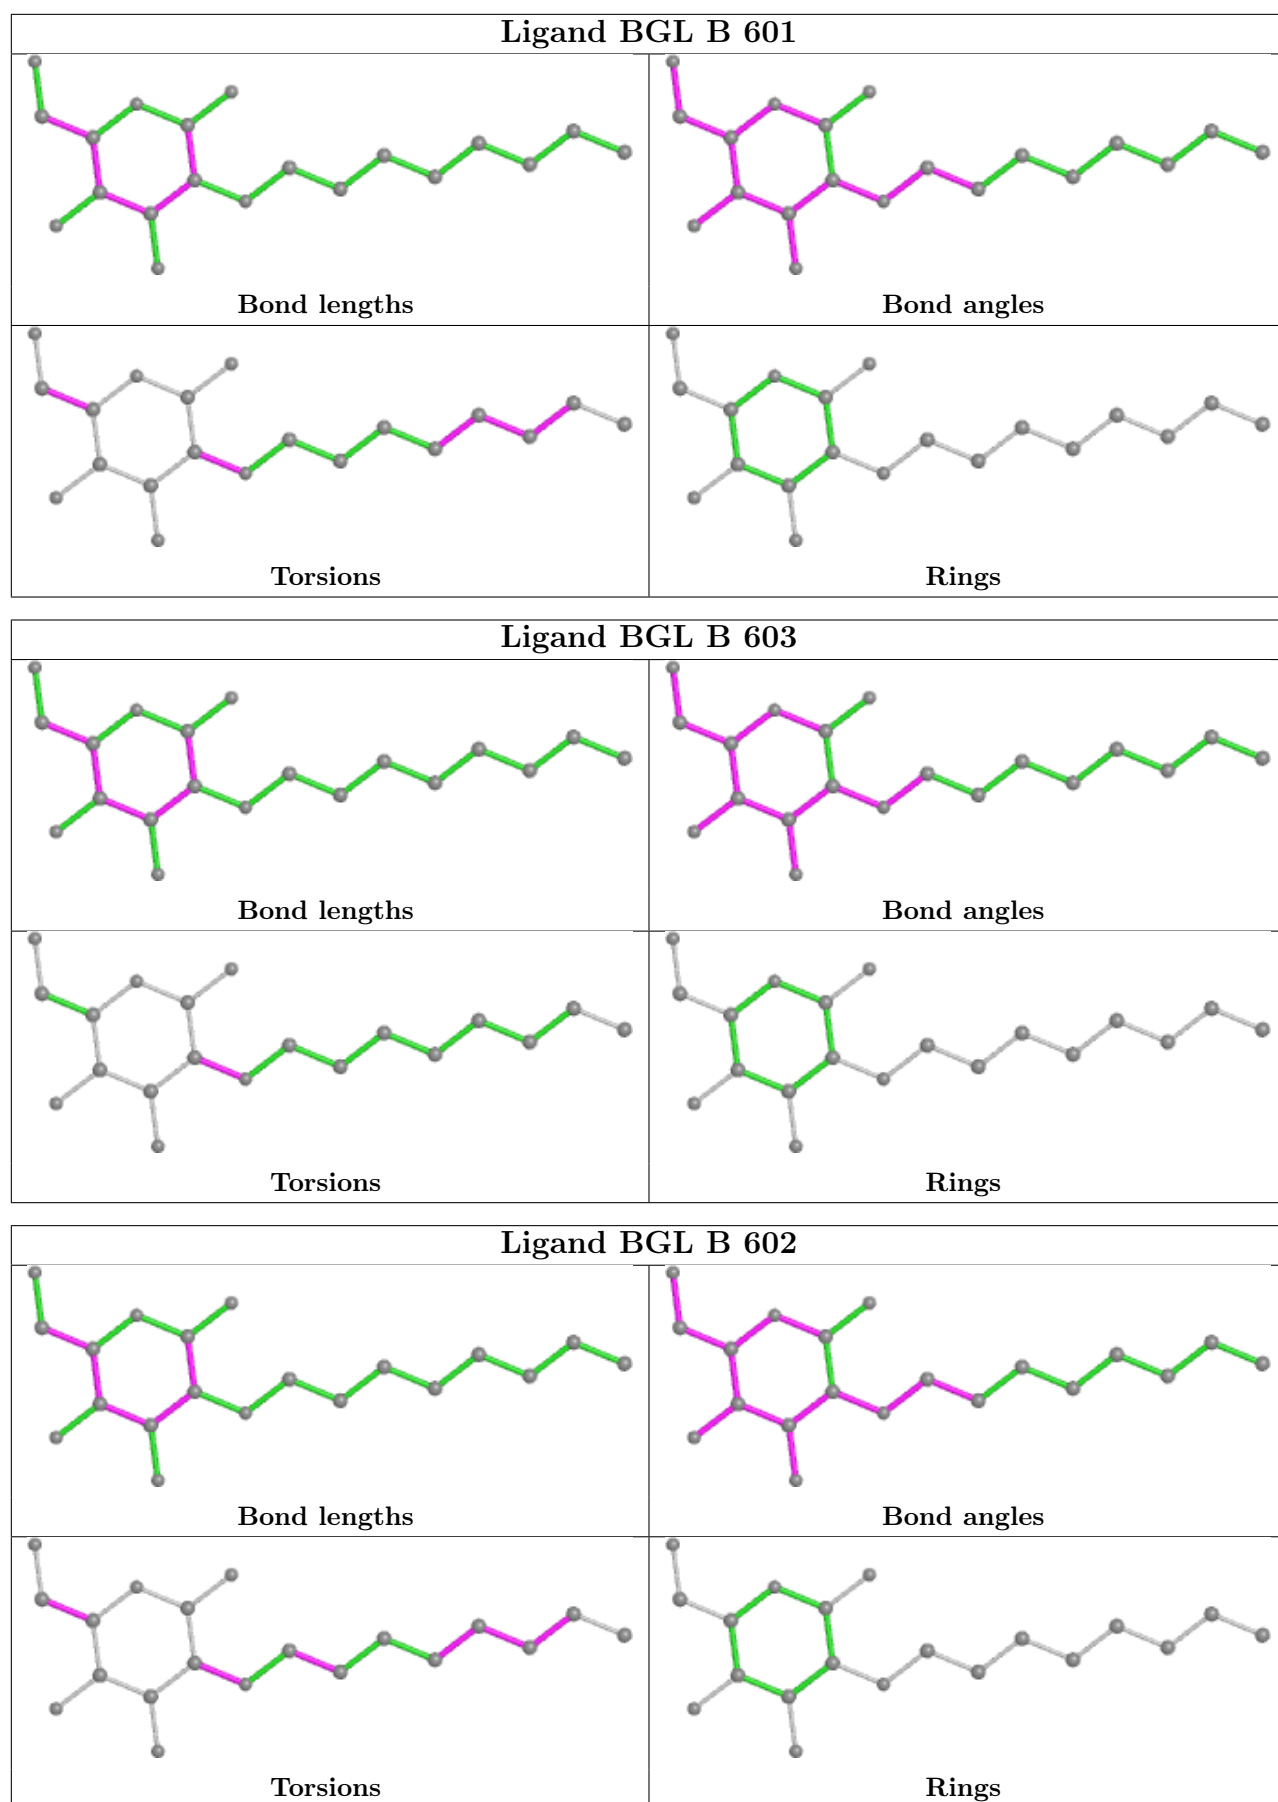 Ligand BGL B 601
Bond lengths
Bond angles
Torsions
Rings
Ligand BGL B 603
Bond lengths
Bond angles
Torsions
Rings
Ligand BGL B 602
Bond lengths
Bond angles
Torsions
Rings